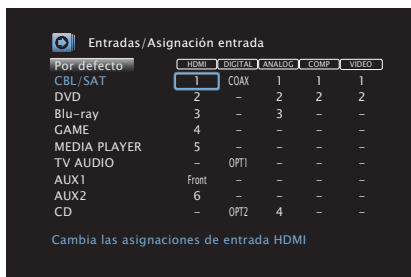 Entradas/Asignación entrada
Por defecto HDMI DIGITAL ANALOG COMP VIDEO
CBL/SAT 1 COAX 1 1 1
DVD 2 – 2 2 2
Blu-ray 3 – 3 – –
GAME 4 – – – –
MEDIA PLAYER 5 – – – –
TV AUDIO – OPT1 – – –
AUX1 Front – – – –
AUX2 6 – – – –
CD – OPT2 4 – –
Cambia las asignaciones de entrada HDMI